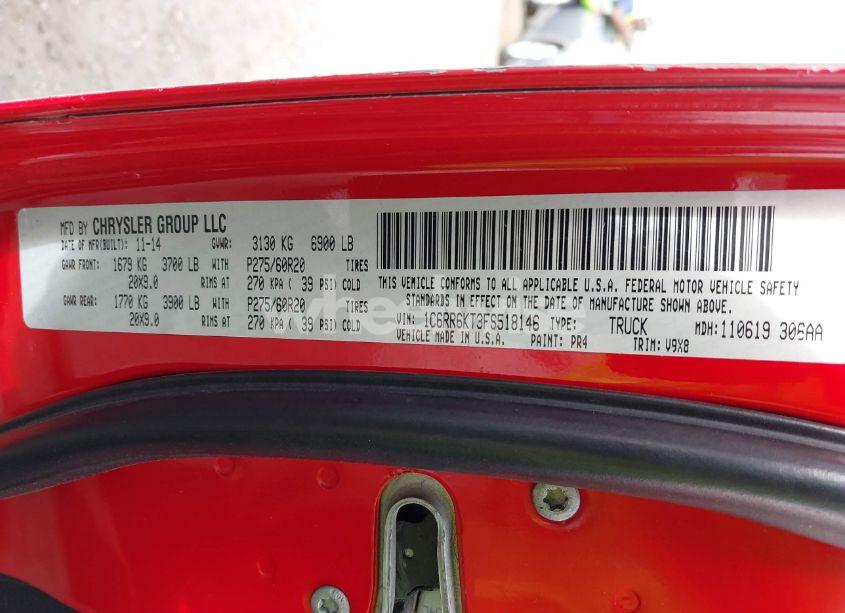 MFD BY CHRYSLER GROUP LLC
DATE OF MFR(BUILT): 11-14 GVWR: 3130 KG 6900 LB
GAWR FRONT: 1679 KG 3700 LB WITH P275/60R20 TIRES
20X9.0 RIMS AT 270 KPA ( 39 PSI) COLD
GAWR REAR: 1770 KG 3900 LB WITH P275/60R20 TIRES
20X9.0 RIMS AT 270 KPA ( 39 PSI) COLD
THIS VEHICLE CONFORMS TO ALL APPLICABLE U.S.A. FEDERAL MOTOR VEHICLE SAFETY
STANDARDS IN EFFECT ON THE DATE OF MANUFACTURE SHOWN ABOVE.
VIN: 1C6RR6KT3FS518146 TYPE: TRUCK MDH: 110619 306AA
VEHICLE MADE IN U.S.A. PAINT: PR4 TRIM: V9X8